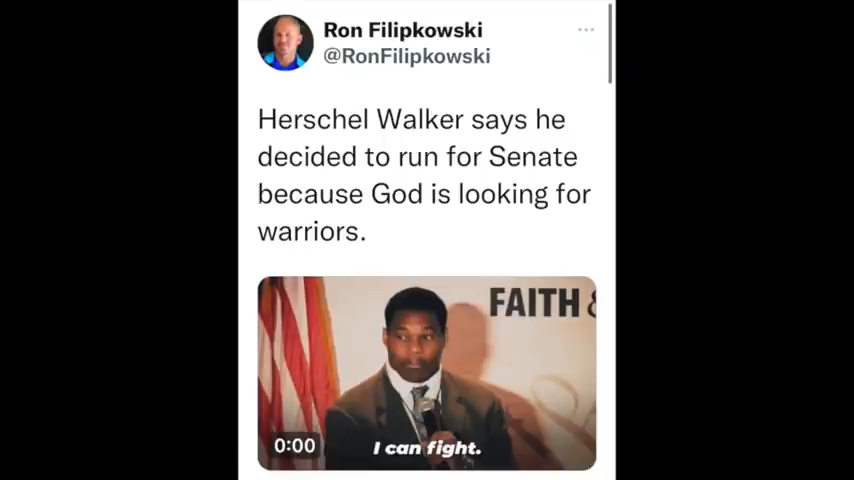 Ron Filipkowski
@RonFilipkowski
Herschel Walker says he
decided to run for Senate
because God is looking for
warriors.
FAITH &
I can fight.
0:00